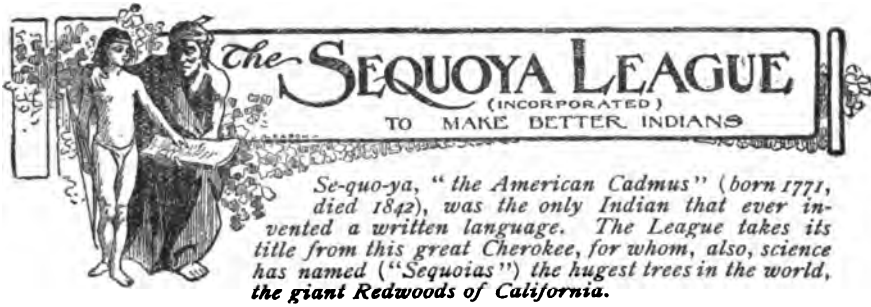 The SEQUOYA LEAGUE
(INCORPORATED)
TO MAKE BETTER INDIANS
Se-quo-ya, "the American Cadmus" (born 1771,
died 1842), was the only Indian that ever in-
vented a written language. The League takes its
title from this great Cherokee, for whom, also, science
has named ("Sequoias") the hugest trees in the world,
the giant Redwoods of California.